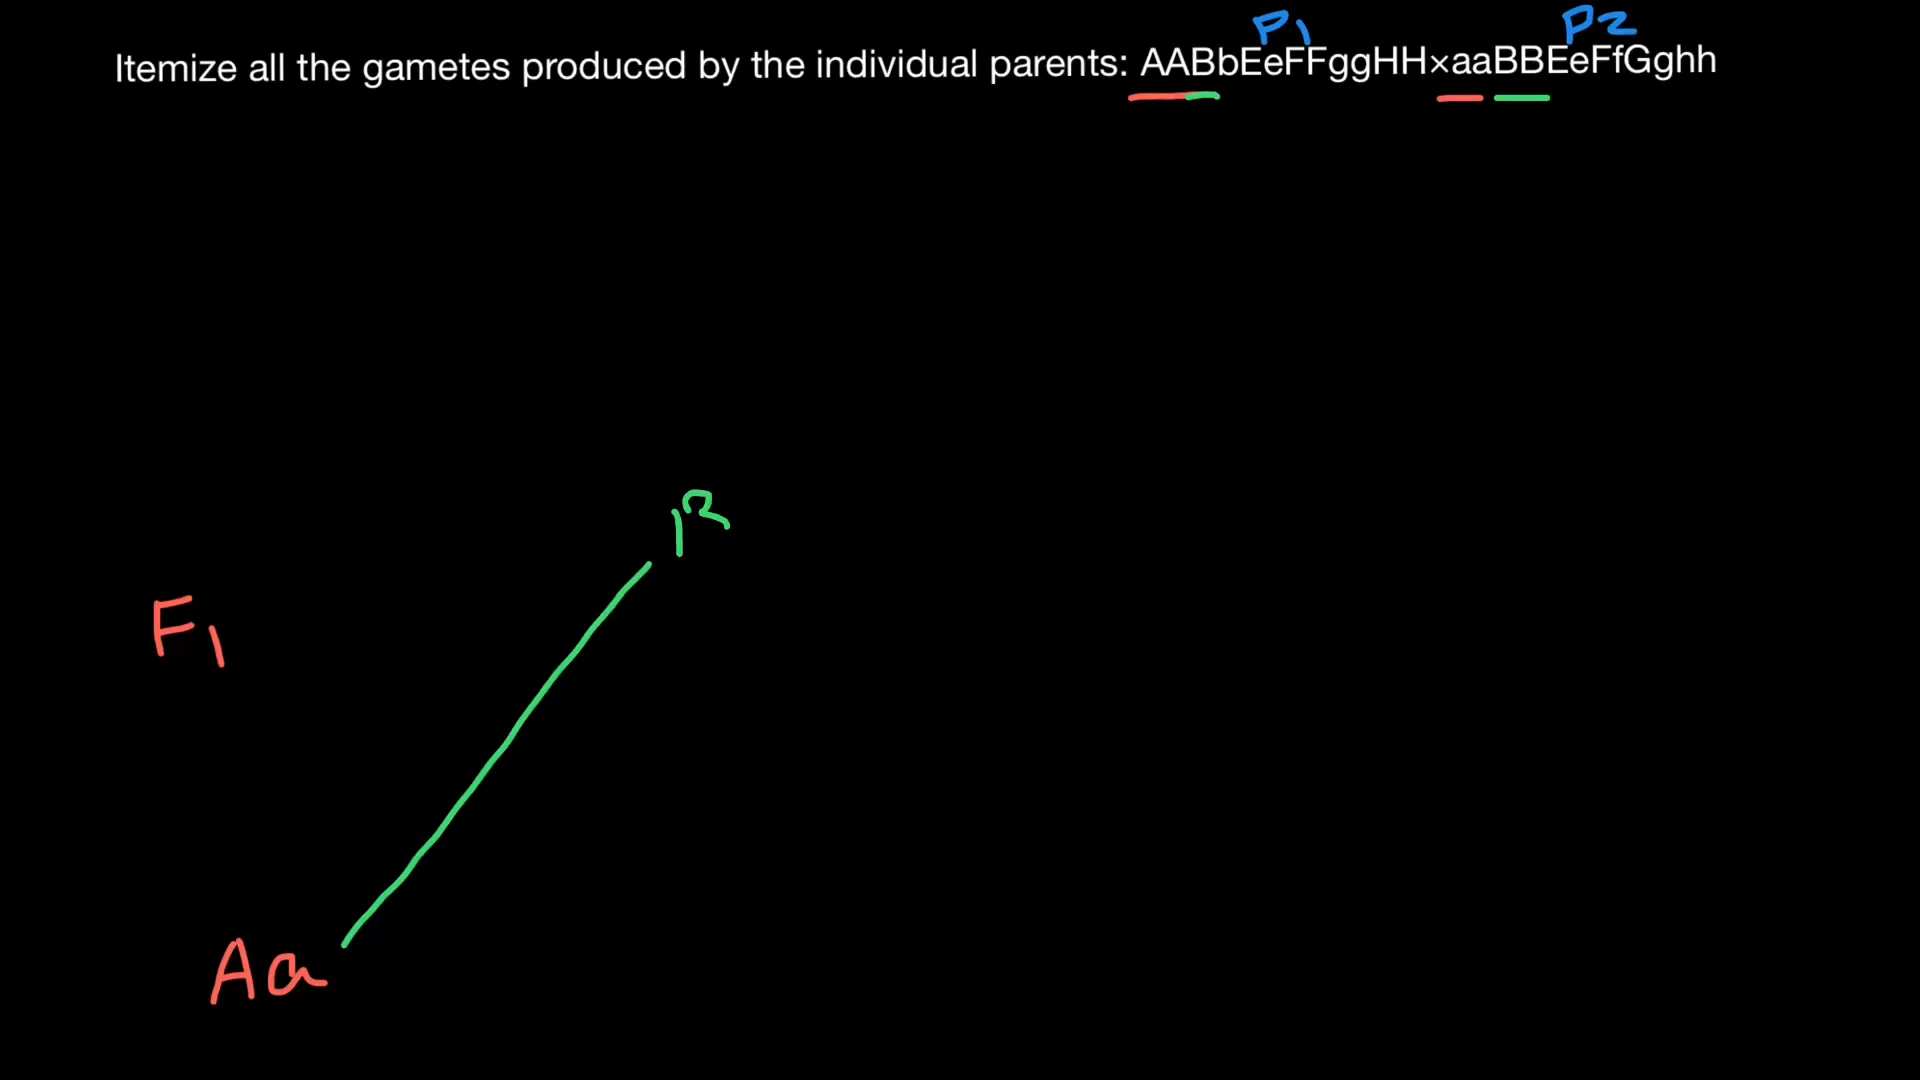 P1 P2
Itemize all the gametes produced by the individual parents: AABbEeFFggHH×aaBBEeFfGghh
F1
Aa